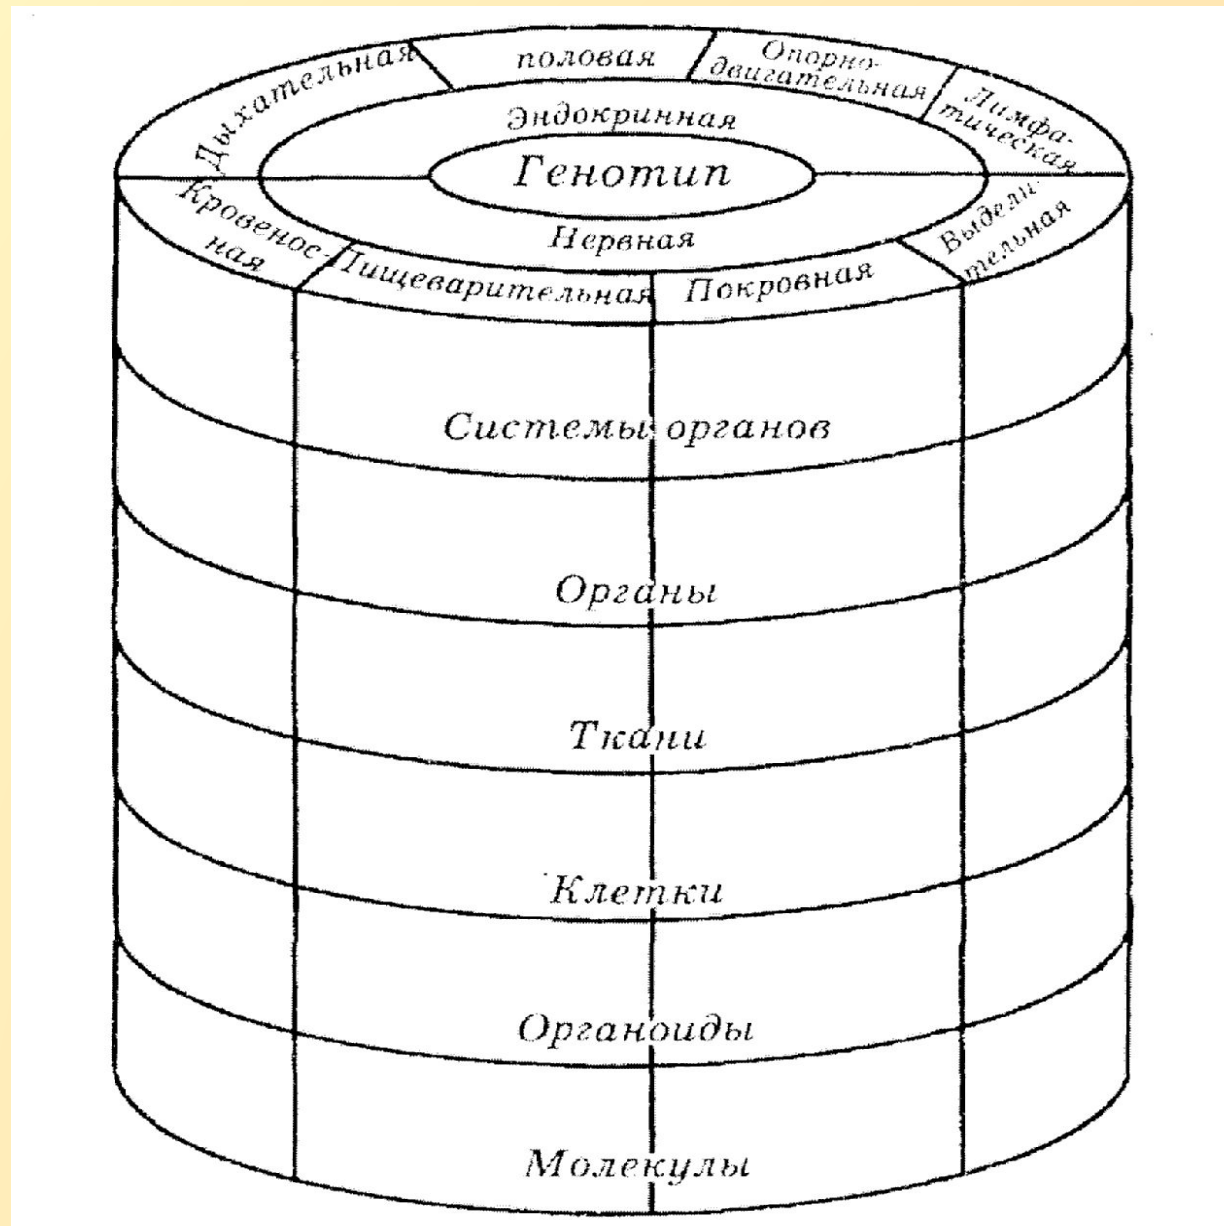 Дыхательная
половая
Опорно-
двигательная
Лимфа-
тическая
Эндокринная
Генотип
Нервная
Кровенос-
ная
Пищеварительная
Покровная
Выдели-
тельная
Системы органов
Органы
Ткани
Клетки
Органоиды
Молекулы